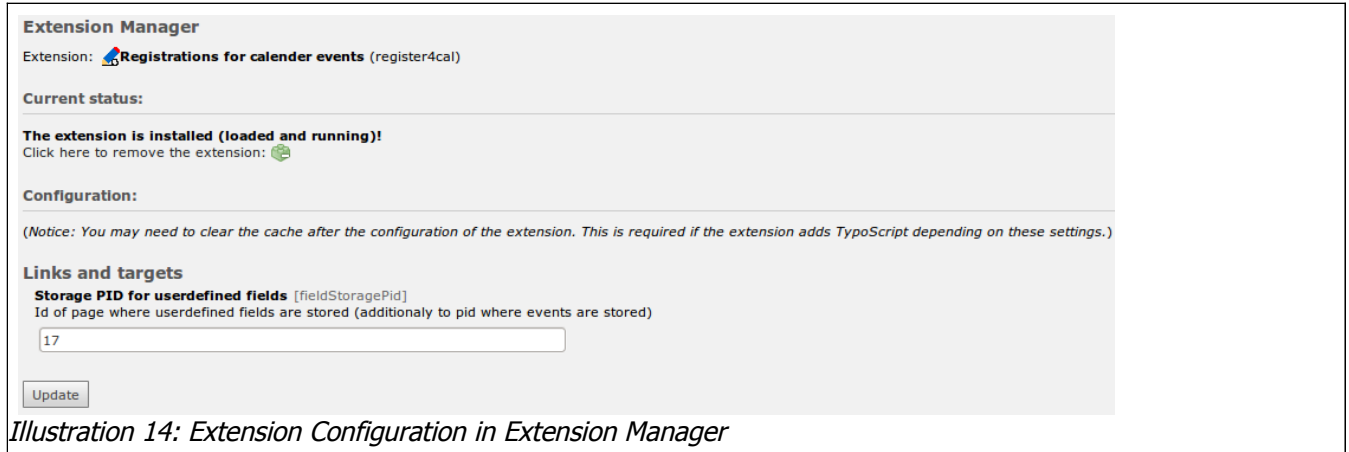 Extension Manager
Extension: Registrations for calender events (register4cal)
Current status:
The extension is installed (loaded and running)!
Click here to remove the extension:
Configuration:
(Notice: You may need to clear the cache after the configuration of the extension. This is required if the extension adds TypoScript depending on these settings.)
Links and targets
Storage PID for userdefined fields [fieldStoragePid]
Id of page where userdefined fields are stored (additionaly to pid where events are stored)
17
Update
Illustration 14: Extension Configuration in Extension Manager